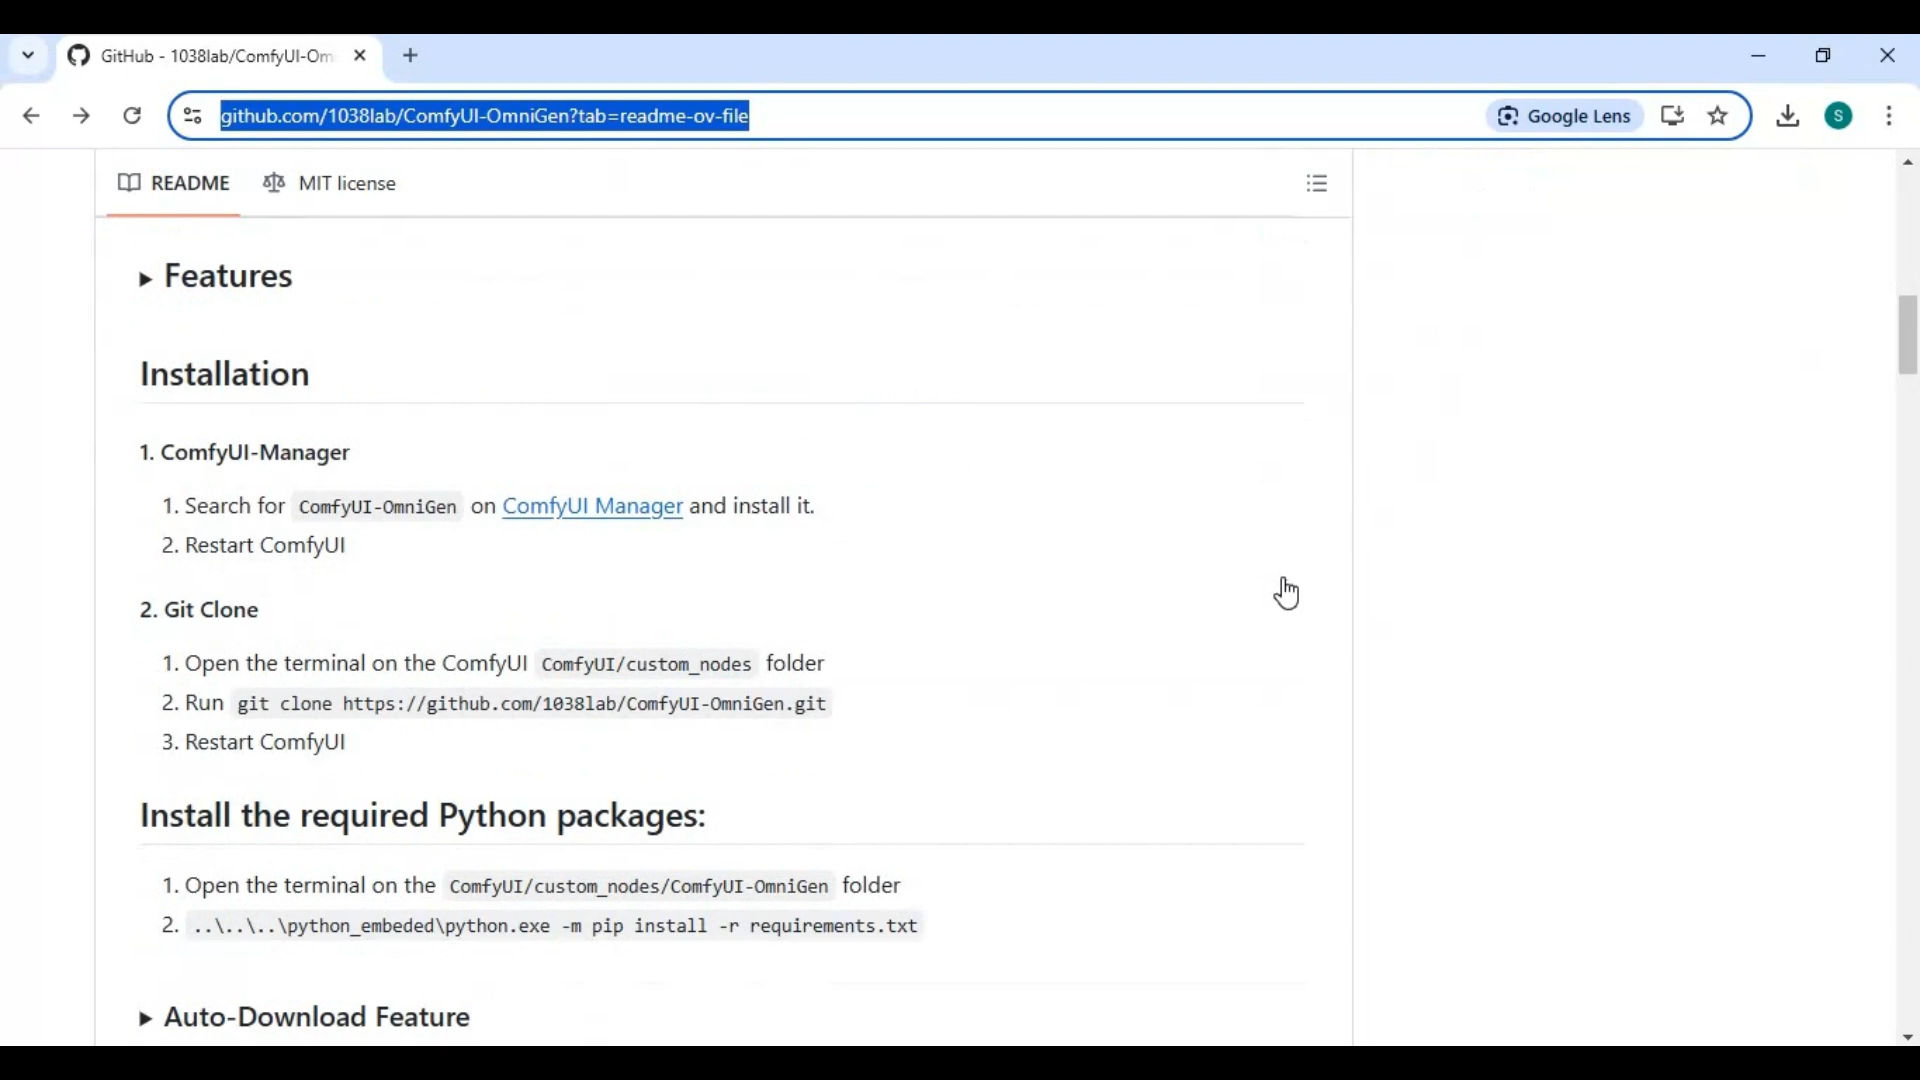 GitHub - 1038lab/ComfyUI-Om
github.com/1038lab/ComfyUI-OmniGen?tab=readme-ov-file
Google Lens
S
README
MIT license
Features
Installation
1. ComfyUI-Manager
1. Search for ComfyUI-OmniGen on ComfyUI Manager and install it.
2. Restart ComfyUI
2. Git Clone
1. Open the terminal on the ComfyUI ComfyUI/custom_nodes folder
2. Run git clone https://github.com/1038lab/ComfyUI-OmniGen.git
3. Restart ComfyUI
Install the required Python packages:
1. Open the terminal on the ComfyUI/custom_nodes/ComfyUI-OmniGen folder
2. ..\..\..\python_embeded\python.exe -m pip install -r requirements.txt
Auto-Download Feature